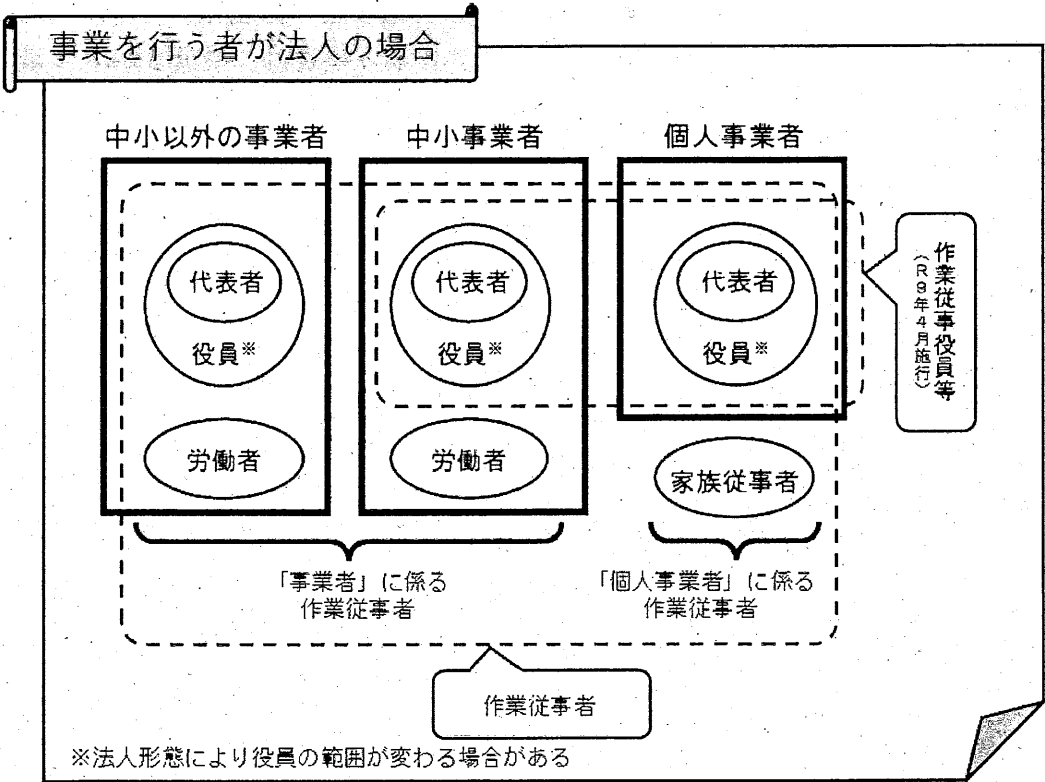 事業を行う者が法人の場合
中小以外の事業者
中小事業者
個人事業者
代表者
役員※
労働者
代表者
役員※
労働者
代表者
役員※
家族従事者
作業従事役員等
（R9年4月施行）
「事業者」に係る
作業従事者
「個人事業者」に係る
作業従事者
作業従事者
※法人形態により役員の範囲が変わる場合がある